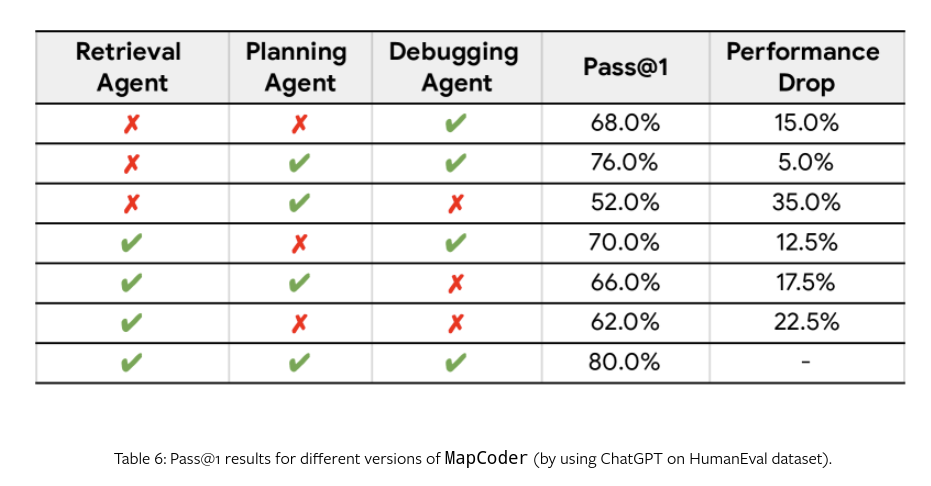 Retrieval Agent Planning Agent Debugging Agent Pass@1 Performance Drop
✗ ✗ ✓ 68.0% 15.0%
✗ ✓ ✓ 76.0% 5.0%
✗ ✓ ✗ 52.0% 35.0%
✓ ✗ ✓ 70.0% 12.5%
✓ ✓ ✗ 66.0% 17.5%
✓ ✗ ✗ 62.0% 22.5%
✓ ✓ ✓ 80.0% -
Table 6: Pass@1 results for different versions of MapCoder (by using ChatGPT on HumanEval dataset).